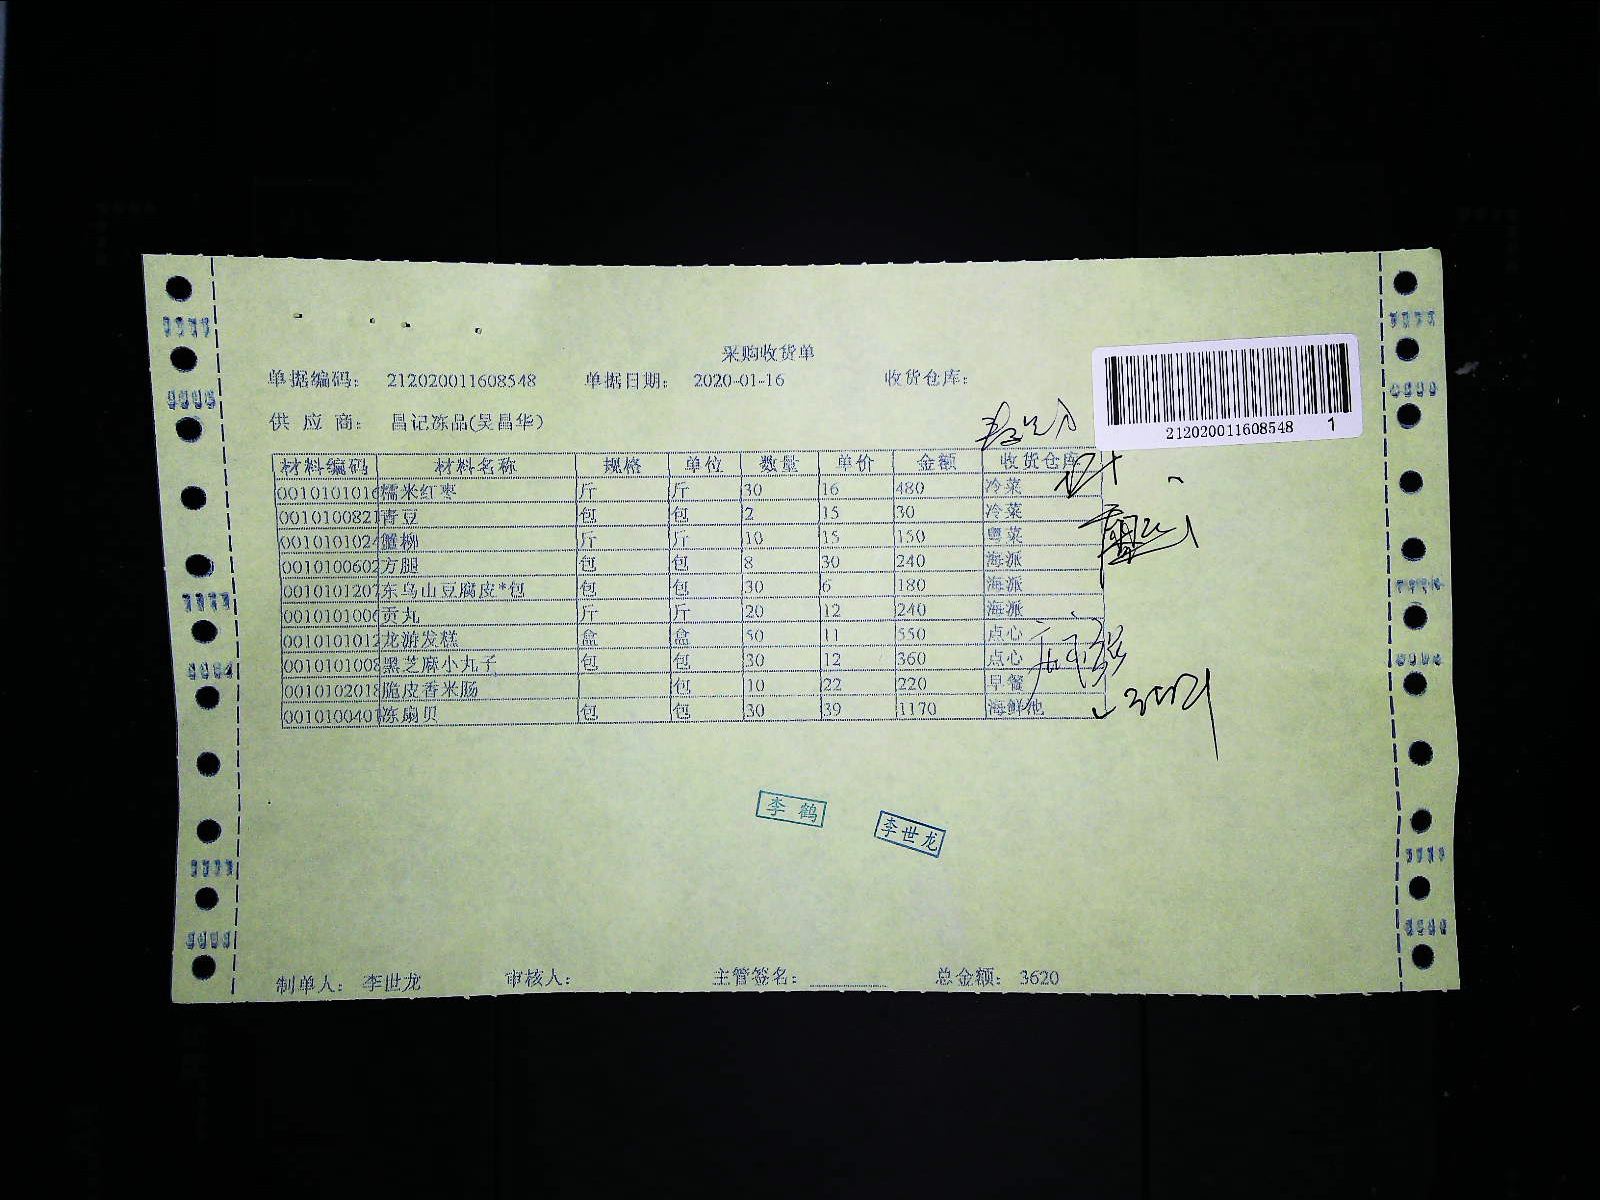 采购收货单
单据编码: 212020011608548 单据日期: 2020-01-16 收货仓库:
212020011608548 1
供应商: 昌记冻品(吴昌华)
材料编码 材料名称 规格 单位 数量 单价 金额 收货仓库
0010101016 糯米红枣 斤 斤 30 16 480 冷菜
0010100821 青豆 包 包 2 15 30 冷菜
0010101024 腱柳 斤 斤 10 15 150 粤菜
0010100602 方腿 包 包 8 30 240 海派
0010101207 东乌山豆腐皮*包 包 包 30 6 180 海派
0010101006 贡丸 斤 斤 20 12 240 海派
0010101012 龙游发糕 盒 盒 50 11 550 点心
0010101008 黑芝麻小丸子 包 包 30 12 360 点心
0010102018 脆皮香米肠 包 10 22 220 早餐
0010100401 冻扇贝 包 包 30 39 1170 海鲜池
李鹤
李世龙
制单人: 李世龙 审核人: 主管签名: 总金额: 3620